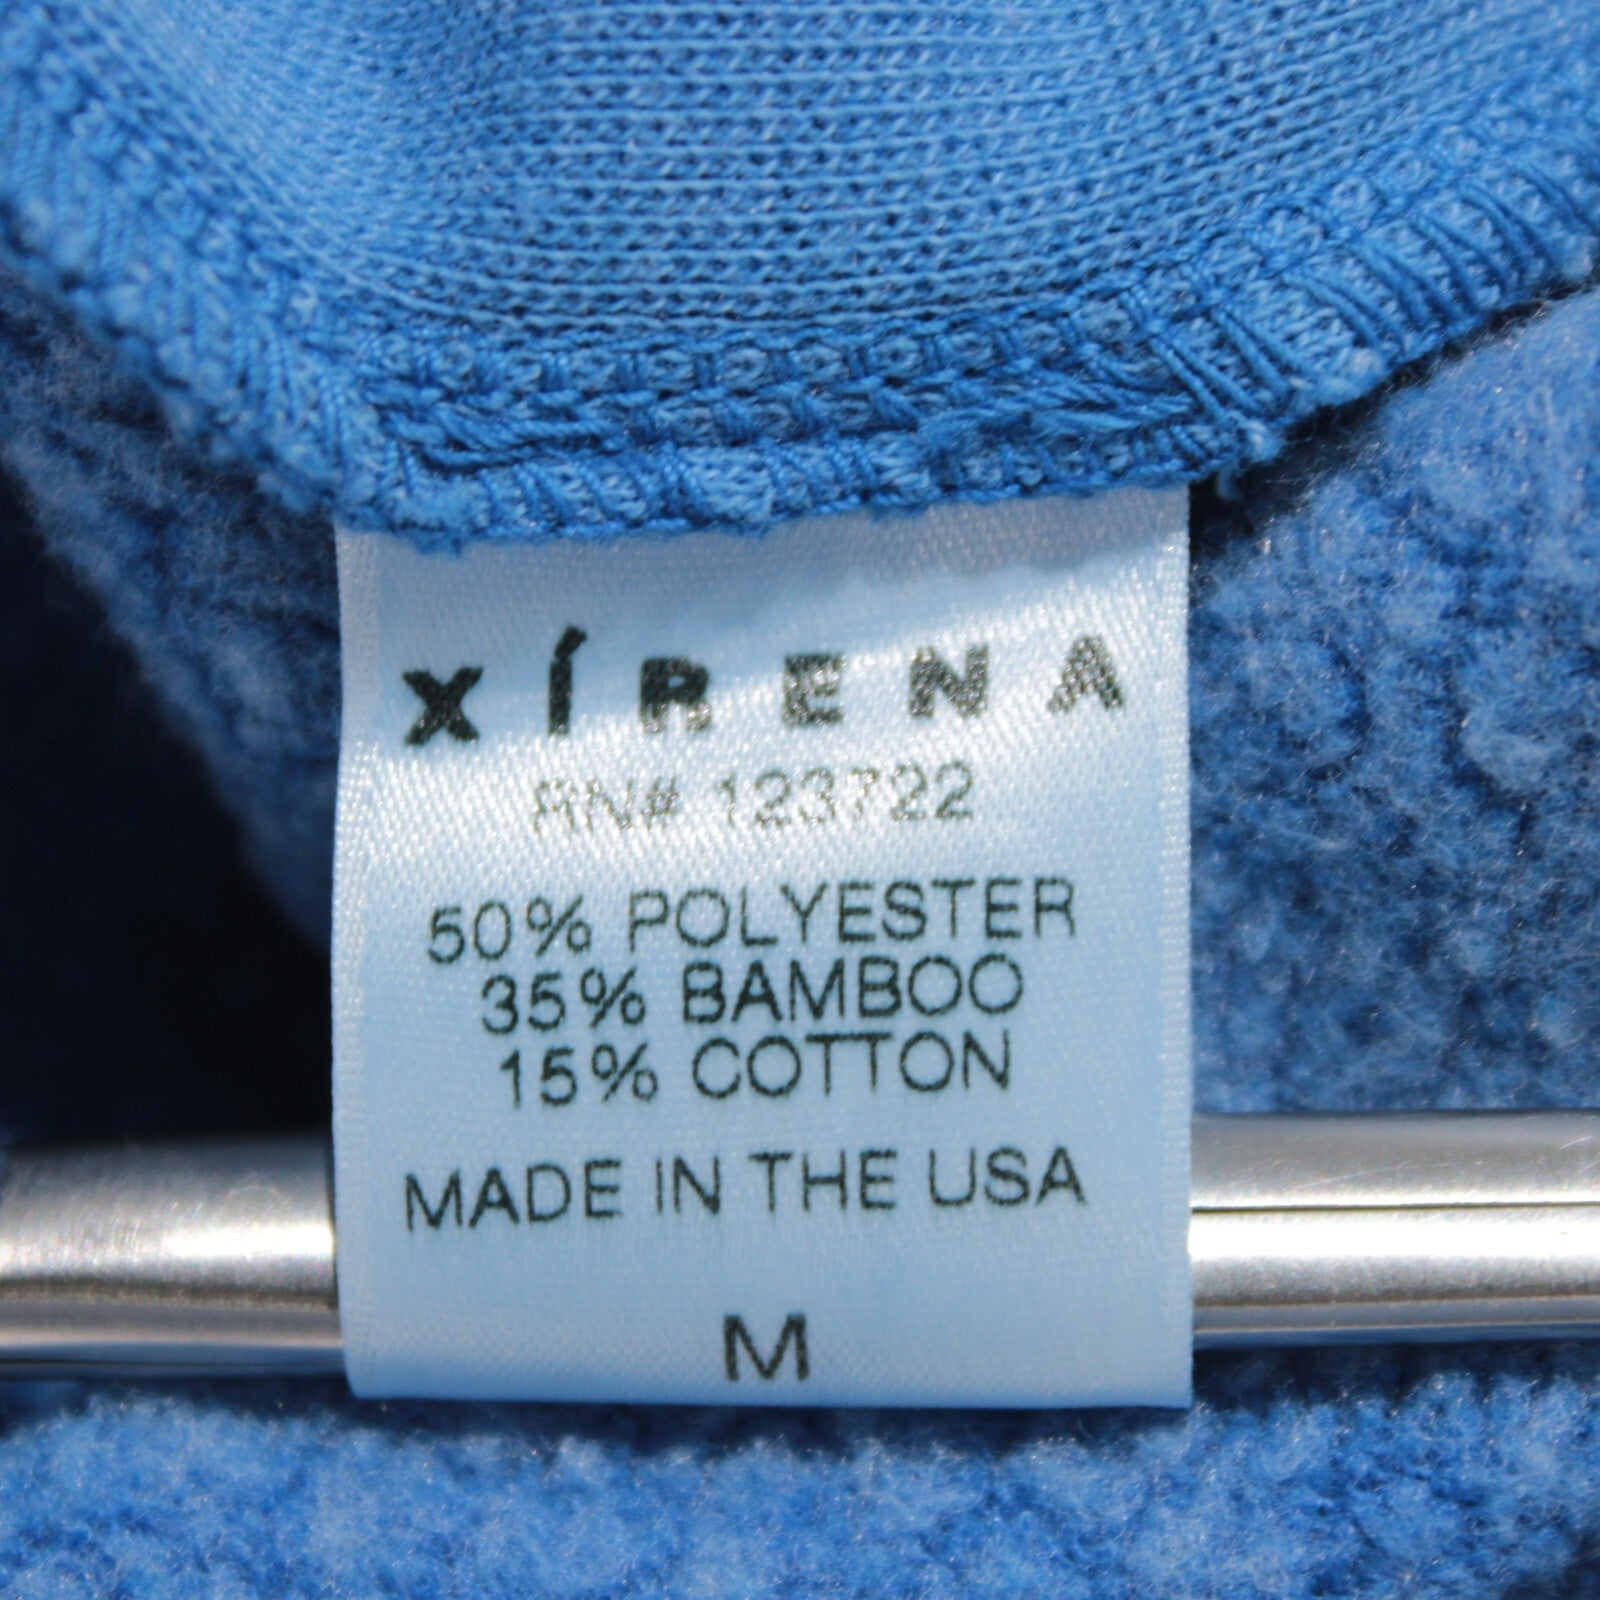 XÍRENA
RN# 123722
50% POLYESTER
35% BAMBOO
15% COTTON
MADE IN THE USA
M